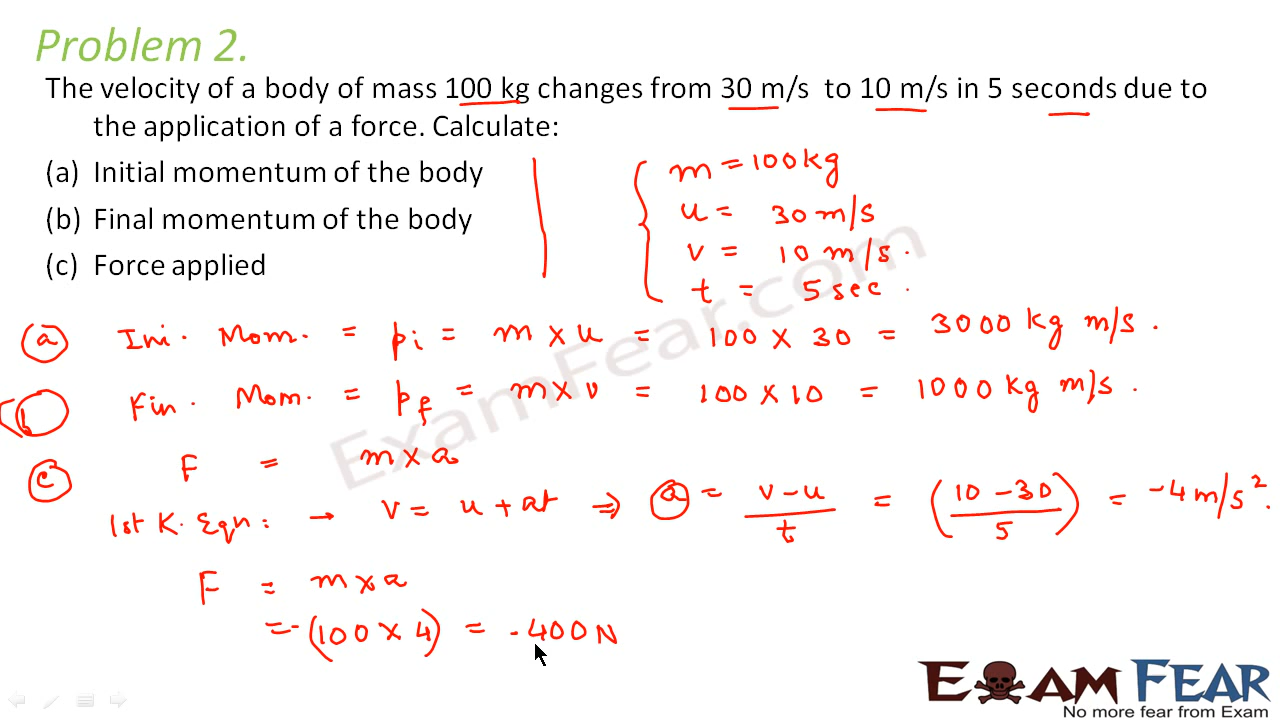 Problem 2.
The velocity of a body of mass 100 kg changes from 30 m/s to 10 m/s in 5 seconds due to
the application of a force. Calculate:
(a) Initial momentum of the body
(b) Final momentum of the body
(c) Force applied
m = 100kg
u = 30 m/s
v = 10 m/s.
t = 5 sec.
(a) Ini. Mom. = pi = m × u = 100 × 30 = 3000 kg m/s.
(b) Fin. Mom. = pf = m × v = 100 × 10 = 1000 kg m/s.
(c) F = m × a
1st K. Eqn: → v = u + at ⇒ a = v-u/t = (10-30/5) = -4 m/s².
F = m × a
= -(100 × 4) = -400 N
ExamFear.com
EXAM FEAR
No more fear from Exam